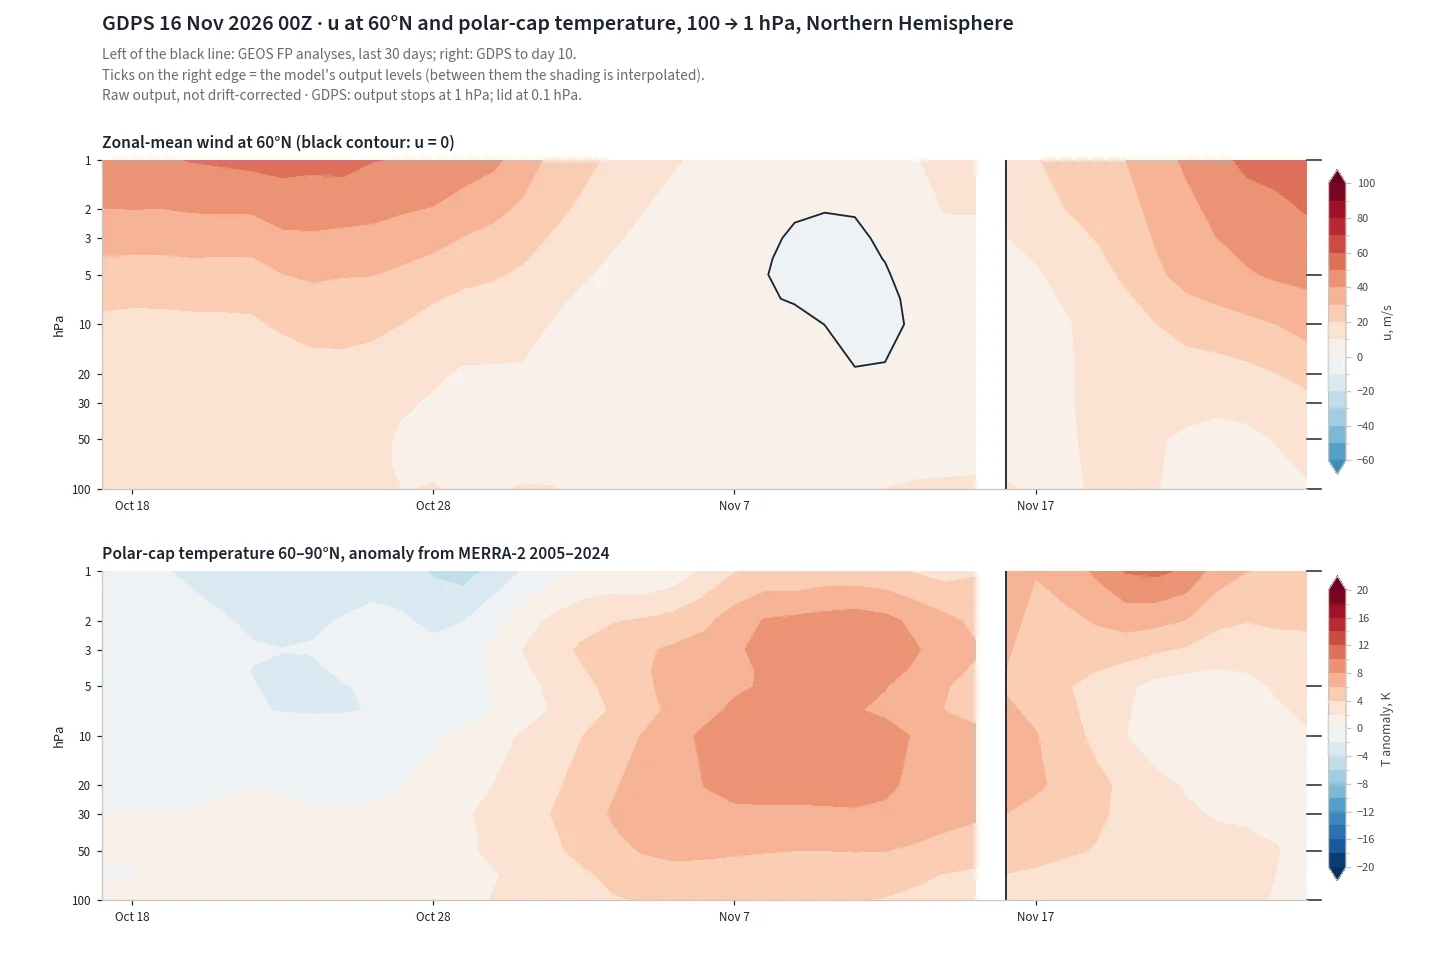 GDPS 16 Nov 2026 00Z · u at 60°N and polar-cap temperature, 100 → 1 hPa, Northern Hemisphere
Left of the black line: GEOS FP analyses, last 30 days; right: GDPS to day 10.
Ticks on the right edge = the model's output levels (between them the shading is interpolated).
Raw output, not drift-corrected · GDPS: output stops at 1 hPa; lid at 0.1 hPa.
Zonal-mean wind at 60°N (black contour: u = 0)
1
2
3
5
10
20
30
50
100
hPa
Oct 18
Oct 28
Nov 7
Nov 17
100
80
60
40
20
0
−20
−40
−60
u, m/s
Polar-cap temperature 60–90°N, anomaly from MERRA-2 2005–2024
1
2
3
5
10
20
30
50
100
hPa
Oct 18
Oct 28
Nov 7
Nov 17
20
16
12
8
4
0
−4
−8
−12
−16
−20
T anomaly, K